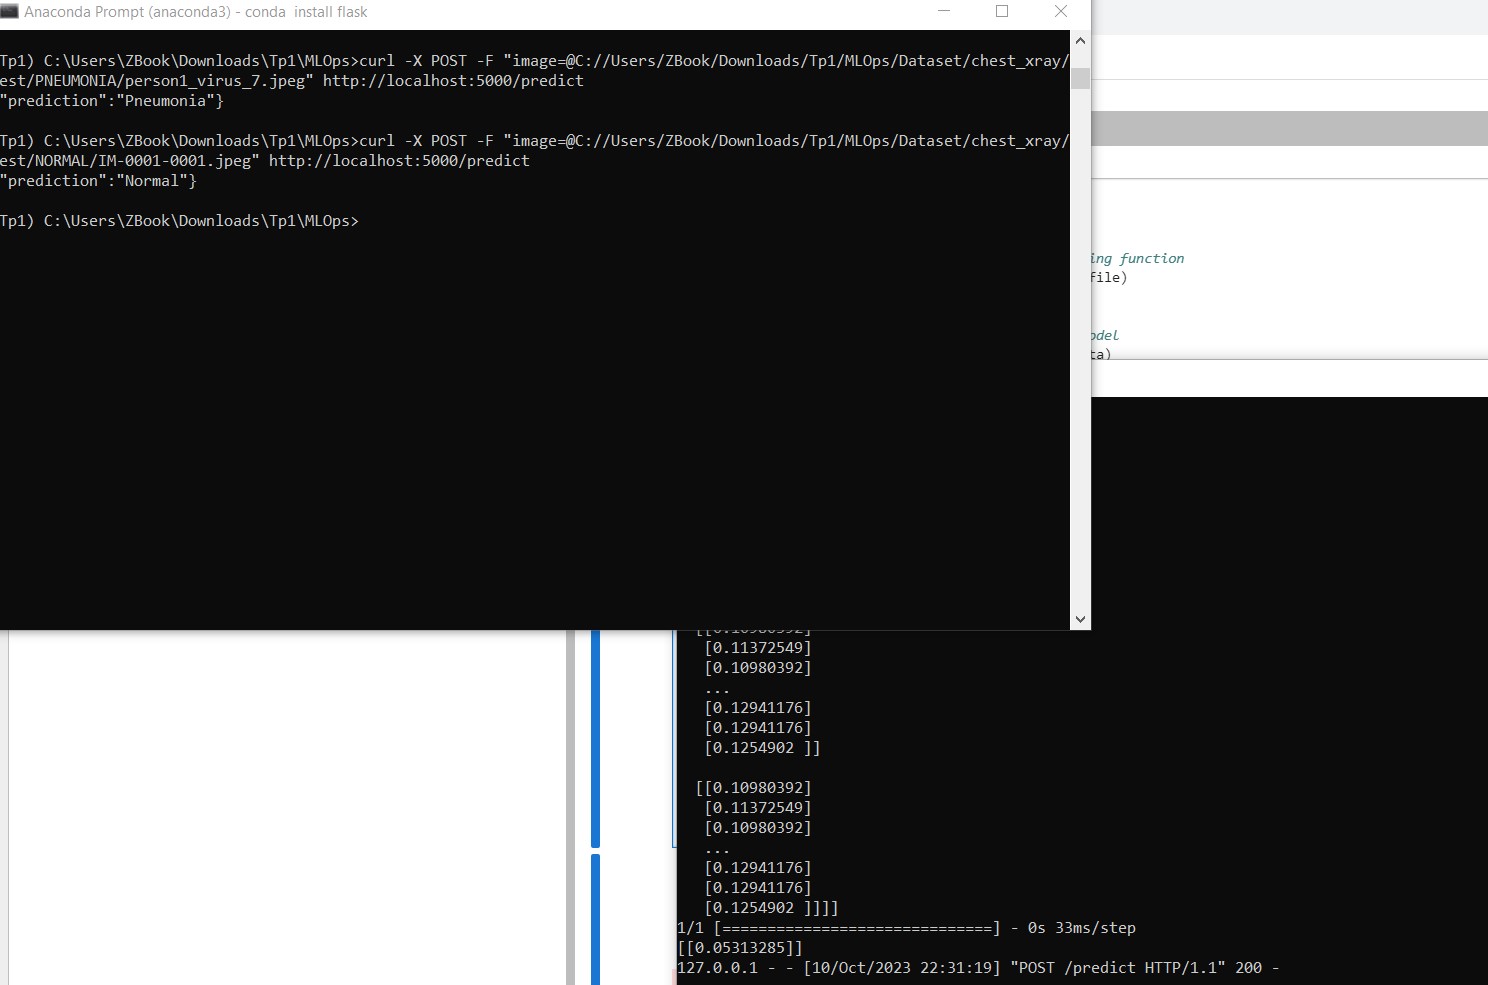 Anaconda Prompt (anaconda3) - conda  install flask
Tp1) C:\Users\ZBook\Downloads\Tp1\MLOps>curl -X POST -F "image=@C://Users/ZBook/Downloads/Tp1/MLOps/Dataset/chest_xray/
est/PNEUMONIA/person1_virus_7.jpeg" http://localhost:5000/predict
"prediction":"Pneumonia"}
Tp1) C:\Users\ZBook\Downloads\Tp1\MLOps>curl -X POST -F "image=@C://Users/ZBook/Downloads/Tp1/MLOps/Dataset/chest_xray/
est/NORMAL/IM-0001-0001.jpeg" http://localhost:5000/predict
"prediction":"Normal"}
Tp1) C:\Users\ZBook\Downloads\Tp1\MLOps>
ing function
file)
odel
ta)
[[0.10980392]
[0.11372549]
[0.10980392]
...
[0.12941176]
[0.12941176]
[0.1254902 ]]
[[0.10980392]
[0.11372549]
[0.10980392]
...
[0.12941176]
[0.12941176]
[0.1254902 ]]]]
1/1 [==============================] - 0s 33ms/step
[[0.05313285]]
127.0.0.1 - - [10/Oct/2023 22:31:19] "POST /predict HTTP/1.1" 200 -